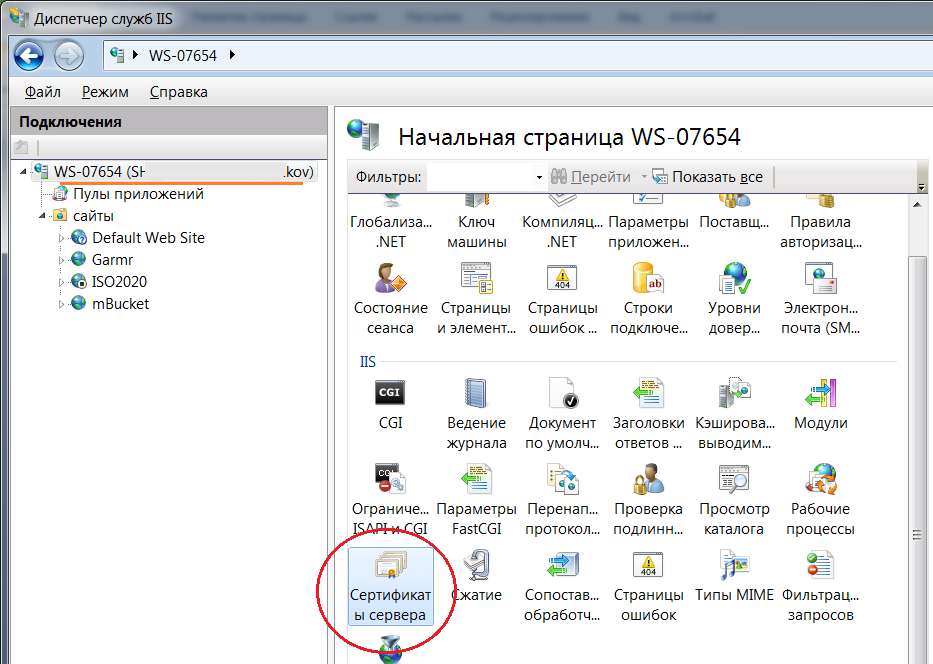 Диспетчер служб IIS
WS-07654
Файл Режим Справка
Подключения
WS-07654 (SH .kov)
Пулы приложений
сайты
Default Web Site
Garmr
ISO2020
mBucket
Начальная страница WS-07654
Фильтры: Перейти Показать все
Глобализа... Ключ Компиляц... Параметры Поставщ... Правила
.NET машины .NET приложен... авторизац...
Состояние Страницы Страницы Строки Уровни Электрон...
сеанса и элемент... ошибок ... подключе... довер... почта (SM...
IIS
CGI Ведение Документ Заголовки Кэширова... Модули
журнала по умолч... ответов ... выводим...
Ограниче... Параметры Перенап... Проверка Просмотр Рабочие
ISAPI и CGI FastCGI протокол... подлинн... каталога процессы
Сертификат Сжатие Сопостав... Страницы Типы MIME Фильтрац...
ы сервера обработч... ошибок запросов